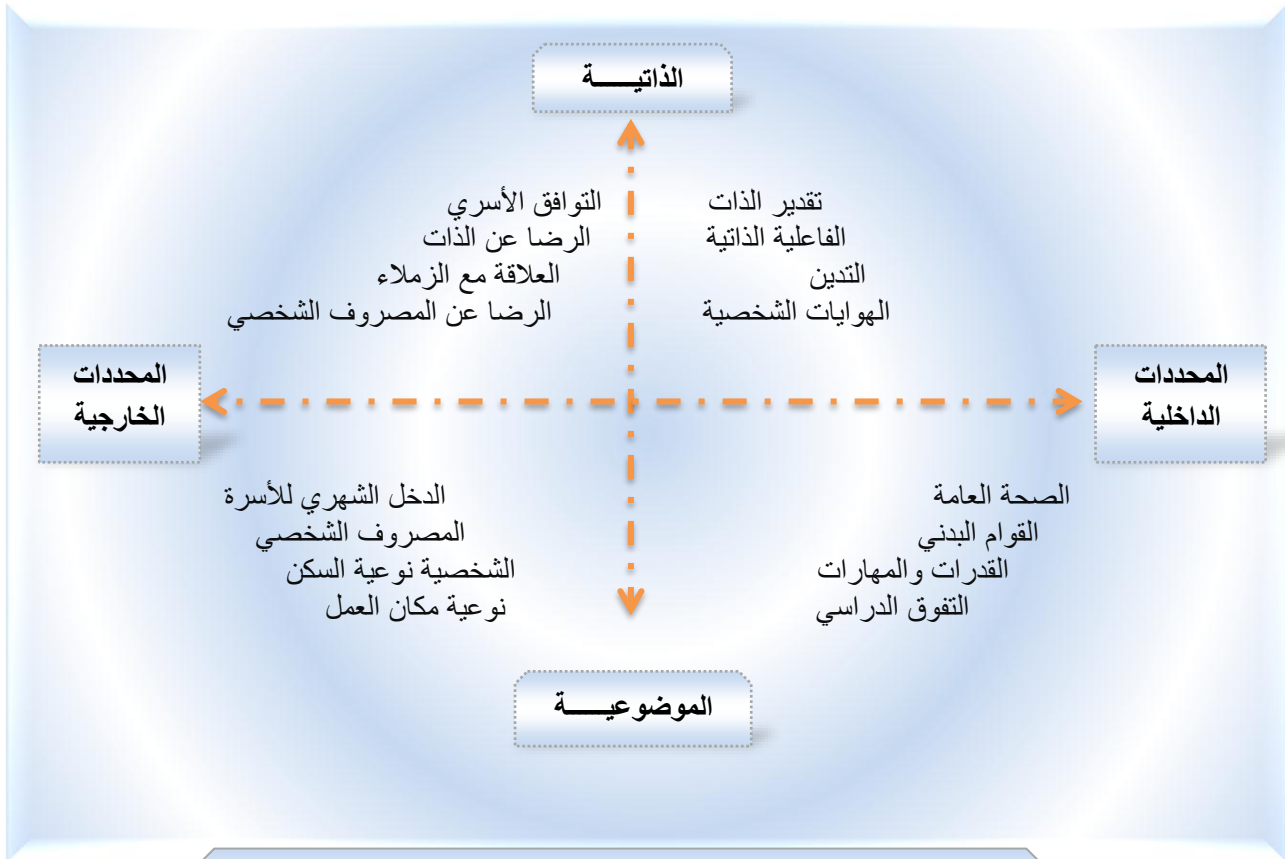 الذاتيـــــة
تقدير الذات
الفاعلية الذاتية
التدين
الهوايات الشخصية
التوافق الأسري
الرضا عن الذات
العلاقة مع الزملاء
الرضا عن المصروف الشخصي
المحددات
الداخلية
المحددات
الخارجية
الصحة العامة
القوام البدني
القدرات والمهارات
التفوق الدراسي
الدخل الشهري للأسرة
المصروف الشخصي
الشخصية نوعية السكن
نوعية مكان العمل
الموضوعيـــــة